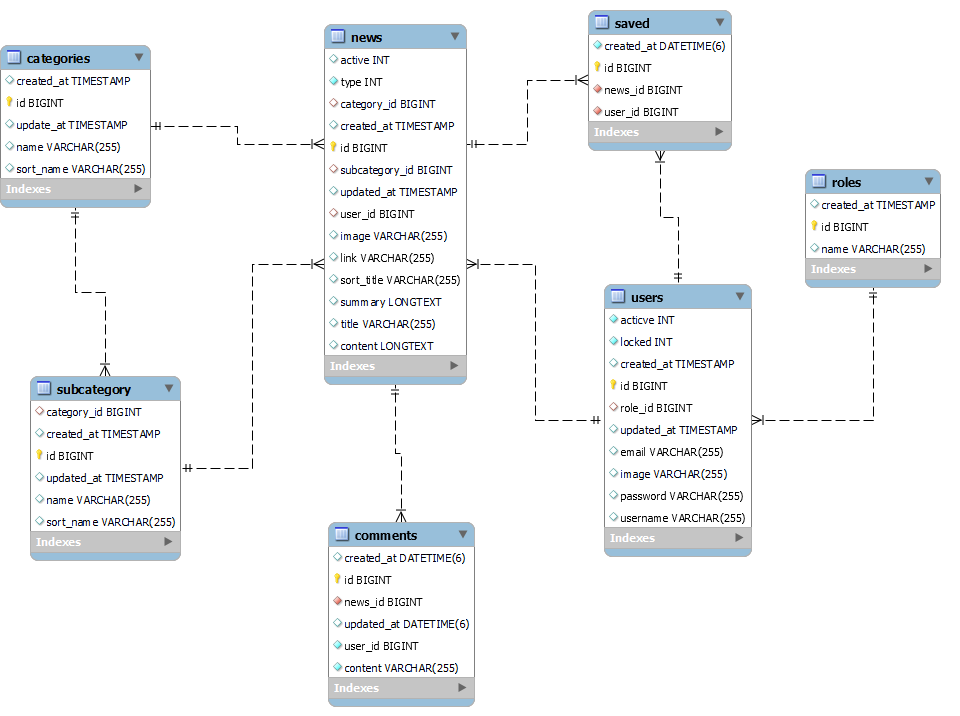 categories
created_at TIMESTAMP
id BIGINT
update_at TIMESTAMP
name VARCHAR(255)
sort_name VARCHAR(255)
Indexes
news
active INT
type INT
category_id BIGINT
created_at TIMESTAMP
id BIGINT
subcategory_id BIGINT
updated_at TIMESTAMP
user_id BIGINT
image VARCHAR(255)
link VARCHAR(255)
sort_title VARCHAR(255)
summary LONGTEXT
title VARCHAR(255)
content LONGTEXT
Indexes
saved
created_at DATETIME(6)
id BIGINT
news_id BIGINT
user_id BIGINT
Indexes
roles
created_at TIMESTAMP
id BIGINT
name VARCHAR(255)
Indexes
users
acticve INT
locked INT
created_at TIMESTAMP
id BIGINT
role_id BIGINT
updated_at TIMESTAMP
email VARCHAR(255)
image VARCHAR(255)
password VARCHAR(255)
username VARCHAR(255)
Indexes
subcategory
category_id BIGINT
created_at TIMESTAMP
id BIGINT
updated_at TIMESTAMP
name VARCHAR(255)
sort_name VARCHAR(255)
Indexes
comments
created_at DATETIME(6)
id BIGINT
news_id BIGINT
updated_at DATETIME(6)
user_id BIGINT
content VARCHAR(255)
Indexes